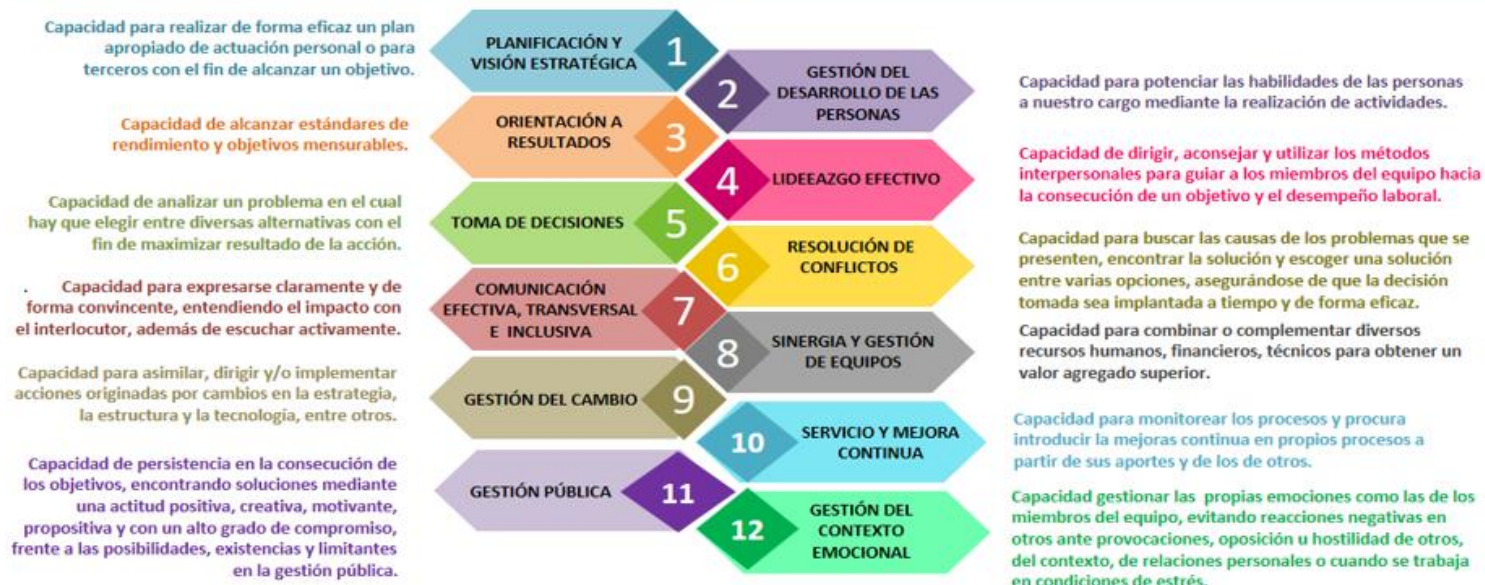 Capacidad para realizar de forma eficaz un plan
apropiado de actuación personal o para
terceros con el fin de alcanzar un objetivo.
PLANIFICACIÓN Y
VISIÓN ESTRATÉGICA
1
2
GESTIÓN DEL
DESARROLLO DE LAS
PERSONAS
Capacidad para potenciar las habilidades de las personas
a nuestro cargo mediante la realización de actividades.
Capacidad de alcanzar estándares de
rendimiento y objetivos mensurables.
ORIENTACIÓN A
RESULTADOS
3
4
LIDEEAZGO EFECTIVO
Capacidad de dirigir, aconsejar y utilizar los métodos
interpersonales para guiar a los miembros del equipo hacia
la consecución de un objetivo y el desempeño laboral.
Capacidad de analizar un problema en el cual
hay que elegir entre diversas alternativas con el
fin de maximizar resultado de la acción.
TOMA DE DECISIONES
5
6
RESOLUCIÓN DE
CONFLICTOS
Capacidad para buscar las causas de los problemas que se
presenten, encontrar la solución y escoger una solución
entre varias opciones, asegurándose de que la decisión
tomada sea implantada a tiempo y de forma eficaz.
. Capacidad para expresarse claramente y de
forma convincente, entendiendo el impacto con
el interlocutor, además de escuchar activamente.
COMUNICACIÓN
EFECTIVA, TRANSVERSAL
E INCLUSIVA
7
8
SINERGIA Y GESTIÓN
DE EQUIPOS
Capacidad para combinar o complementar diversos
recursos humanos, financieros, técnicos para obtener un
valor agregado superior.
Capacidad para asimilar, dirigir y/o implementar
acciones originadas por cambios en la estrategia,
la estructura y la tecnología, entre otros.
GESTIÓN DEL CAMBIO
9
10
SERVICIO Y MEJORA
CONTINUA
Capacidad para monitorear los procesos y procura
introducir la mejoras continua en propios procesos a
partir de sus aportes y de los de otros.
Capacidad de persistencia en la consecución de
los objetivos, encontrando soluciones mediante
una actitud positiva, creativa, motivante,
propositiva y con un alto grado de compromiso,
frente a las posibilidades, existencias y limitantes
en la gestión pública.
GESTIÓN PÚBLICA
11
12
GESTIÓN DEL
CONTEXTO
EMOCIONAL
Capacidad gestionar las propias emociones como las de los
miembros del equipo, evitando reacciones negativas en
otros ante provocaciones, oposición u hostilidad de otros,
del contexto, de relaciones personales o cuando se trabaja
en condiciones de estrés.